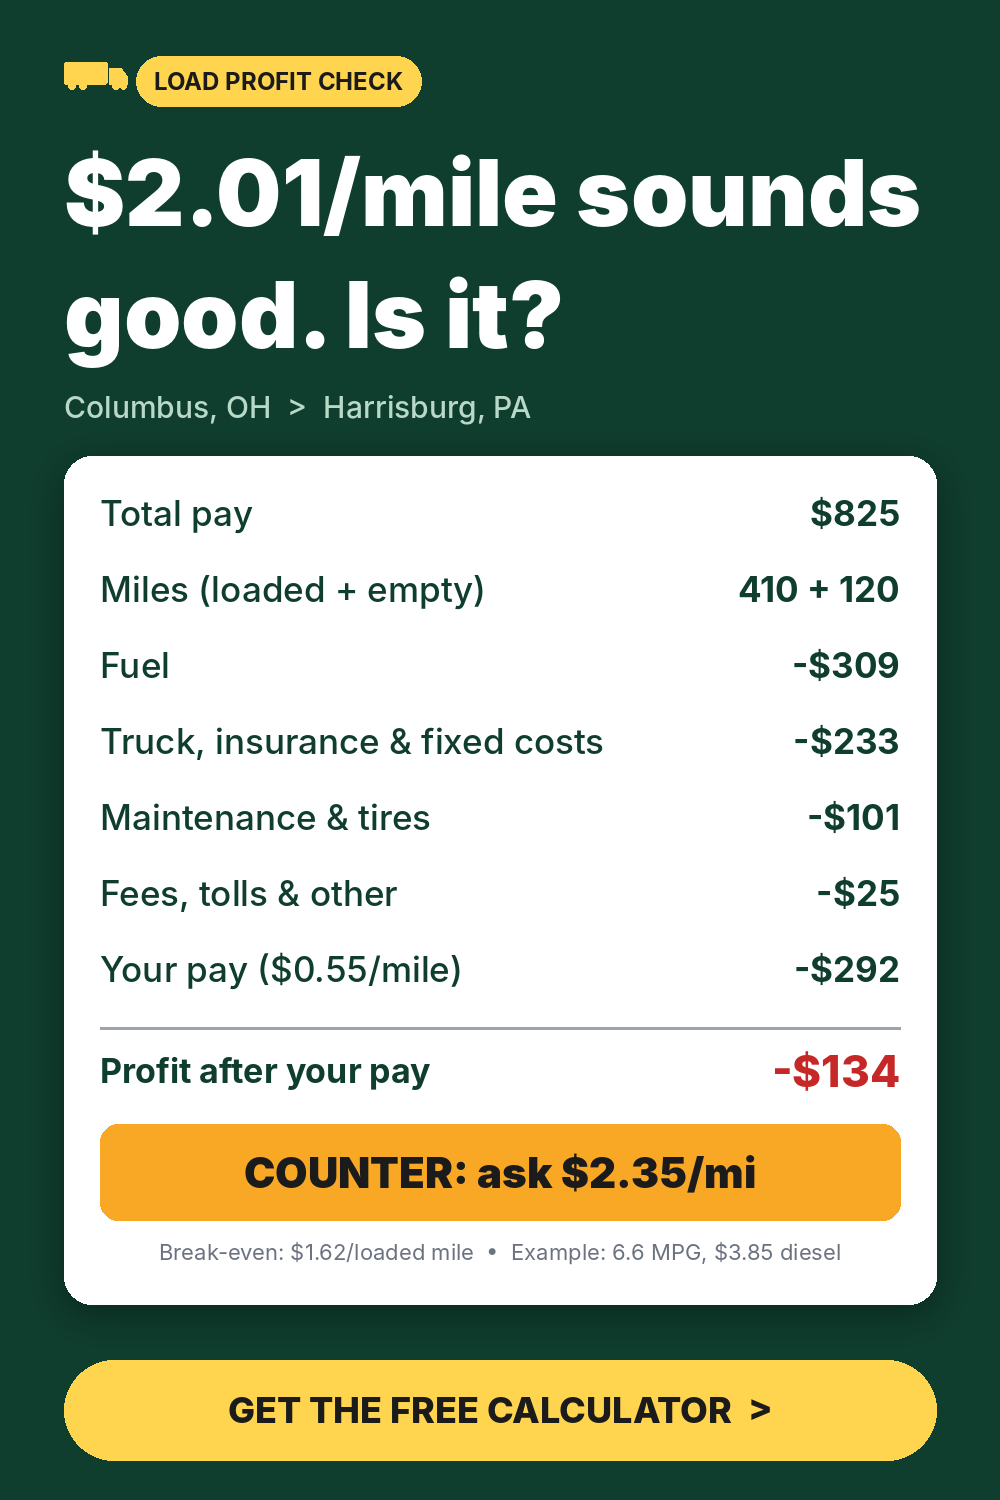 LOAD PROFIT CHECK
$2.01/mile sounds
good. Is it?
Columbus, OH > Harrisburg, PA
Total pay $825
Miles (loaded + empty) 410 + 120
Fuel -$309
Truck, insurance & fixed costs -$233
Maintenance & tires -$101
Fees, tolls & other -$25
Your pay ($0.55/mile) -$292
Profit after your pay -$134
COUNTER: ask $2.35/mi
Break-even: $1.62/loaded mile • Example: 6.6 MPG, $3.85 diesel
GET THE FREE CALCULATOR >